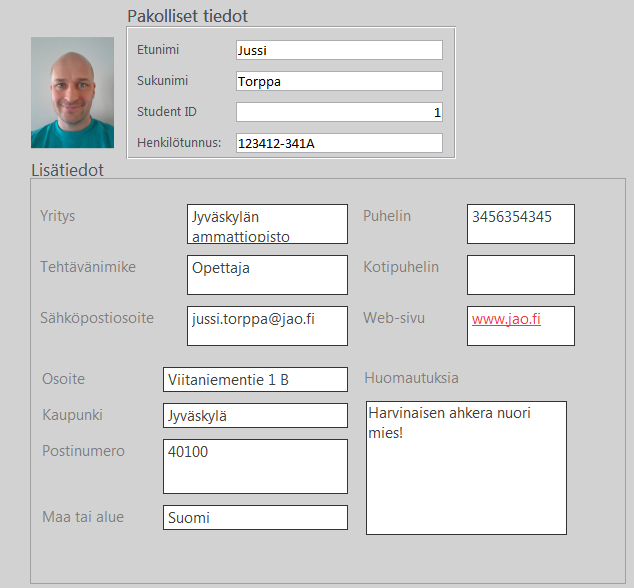 Pakolliset tiedot
Etunimi Jussi
Sukunimi Torppa
Student ID 1
Henkilötunnus: 123412-341A
Lisätiedot
Yritys Jyväskylän
ammattiopisto
Puhelin 3456354345
Tehtävänimike Opettaja
Kotipuhelin
Sähköpostiosoite jussi.torppa@jao.fi
Web-sivu www.jao.fi
Osoite Viitaniementie 1 B
Kaupunki Jyväskylä
Postinumero 40100
Maa tai alue Suomi
Huomautuksia
Harvinaisen ahkera nuori
mies!